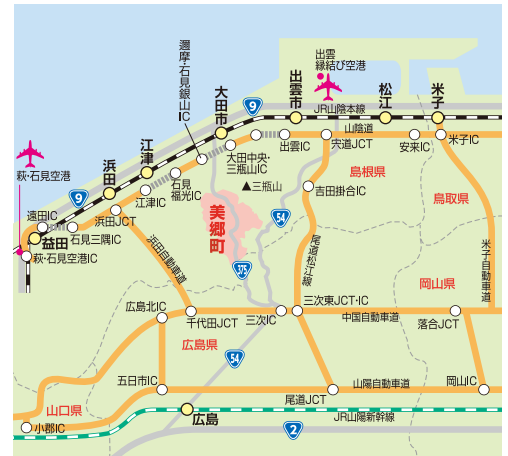 出雲
縁結び空港
9
JR山陰本線
出雲市
松江
米子
山陰道
邇摩・石見
銀山IC
大田市
大田中央・
三瓶山IC
出雲IC
宍道JCT
安来IC
米子IC
萩・石見空港
江津
浜田
9
石見
福光IC
江津IC
▲三瓶山
吉田掛合IC
島根県
鳥取県
遠田IC
益田
石見三隅IC
浜田JCT
萩・石見空港IC
美郷町
54
375
浜田自動車道
尾道松江線
米子自動車道
岡山県
広島北IC
千代田JCT
三次IC
三次東JCT・IC
中国自動車道
落合JCT
広島県
54
五日市IC
尾道JCT
山陽自動車道
岡山IC
山口県
小郡IC
広島
JR山陽新幹線
2